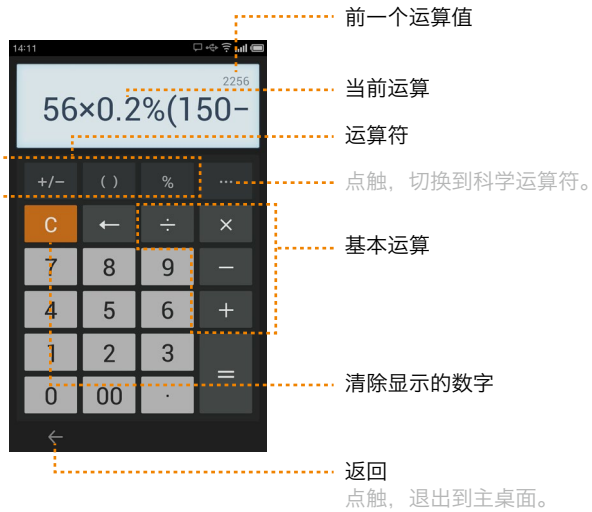 前一个运算值
14:11
2256
当前运算
56×0.2%(150−
运算符
+/− ( ) % ···
点触，切换到科学运算符。
C ← ÷ ×
基本运算
7 8 9 −
4 5 6 +
1 2 3
=
清除显示的数字
0 00 ·
返回
点触，退出到主桌面。